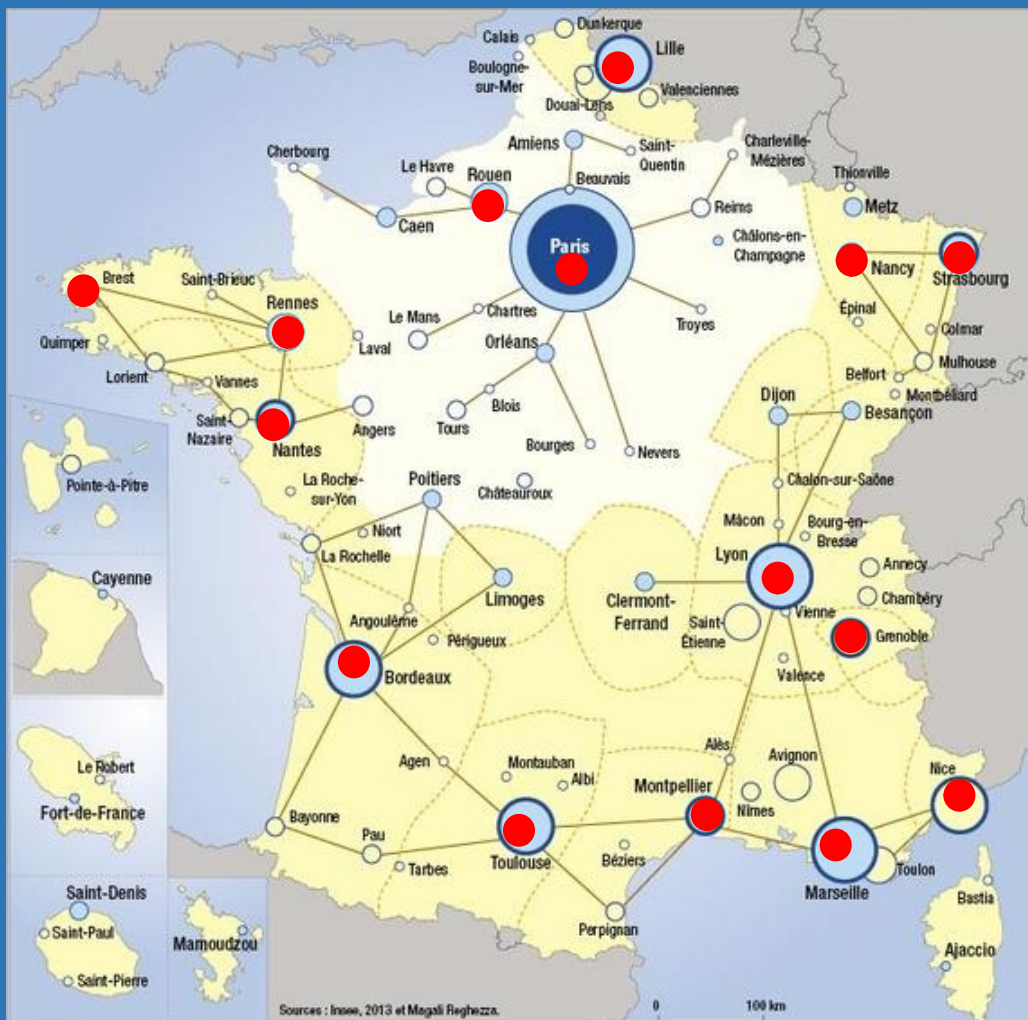 Dunkerque
Calais
Lille
Boulogne-
sur-Mer
Valenciennes
Douai-Lens
Amiens
Saint-
Quentin
Charleville-
Mézières
Cherbourg
Le Havre
Rouen
Beauvais
Thionville
Reims
Metz
Caen
Paris
Châlons-en-
Champagne
Nancy
Strasbourg
Brest
Saint-Brieuc
Rennes
Chartres
Le Mans
Troyes
Épinal
Colmar
Quimper
Laval
Orléans
Mulhouse
Lorient
Vannes
Belfort
Montbéliard
Blois
Dijon
Besançon
Saint-
Nazaire
Nantes
Angers
Tours
Bourges
Nevers
Pointe-à-Pitre
La Roche-
sur-Yon
Poitiers
Châteauroux
Chalon-sur-Saône
Niort
Mâcon
Bourg-en-
Bresse
La Rochelle
Lyon
Annecy
Cayenne
Limoges
Clermont-
Ferrand
Chambéry
Angoulême
Saint-
Étienne
Vienne
Périgueux
Grenoble
Bordeaux
Valence
Agen
Montauban
Albi
Alès
Avignon
Le Robert
Montpellier
Nîmes
Nice
Fort-de-France
Bayonne
Pau
Toulouse
Béziers
Tarbes
Marseille
Toulon
Saint-Denis
Bastia
Saint-Paul
Perpignan
Mamoudzou
Ajaccio
Saint-Pierre
Sources : Insee, 2013 et Magali Reghezza.
0 100 km